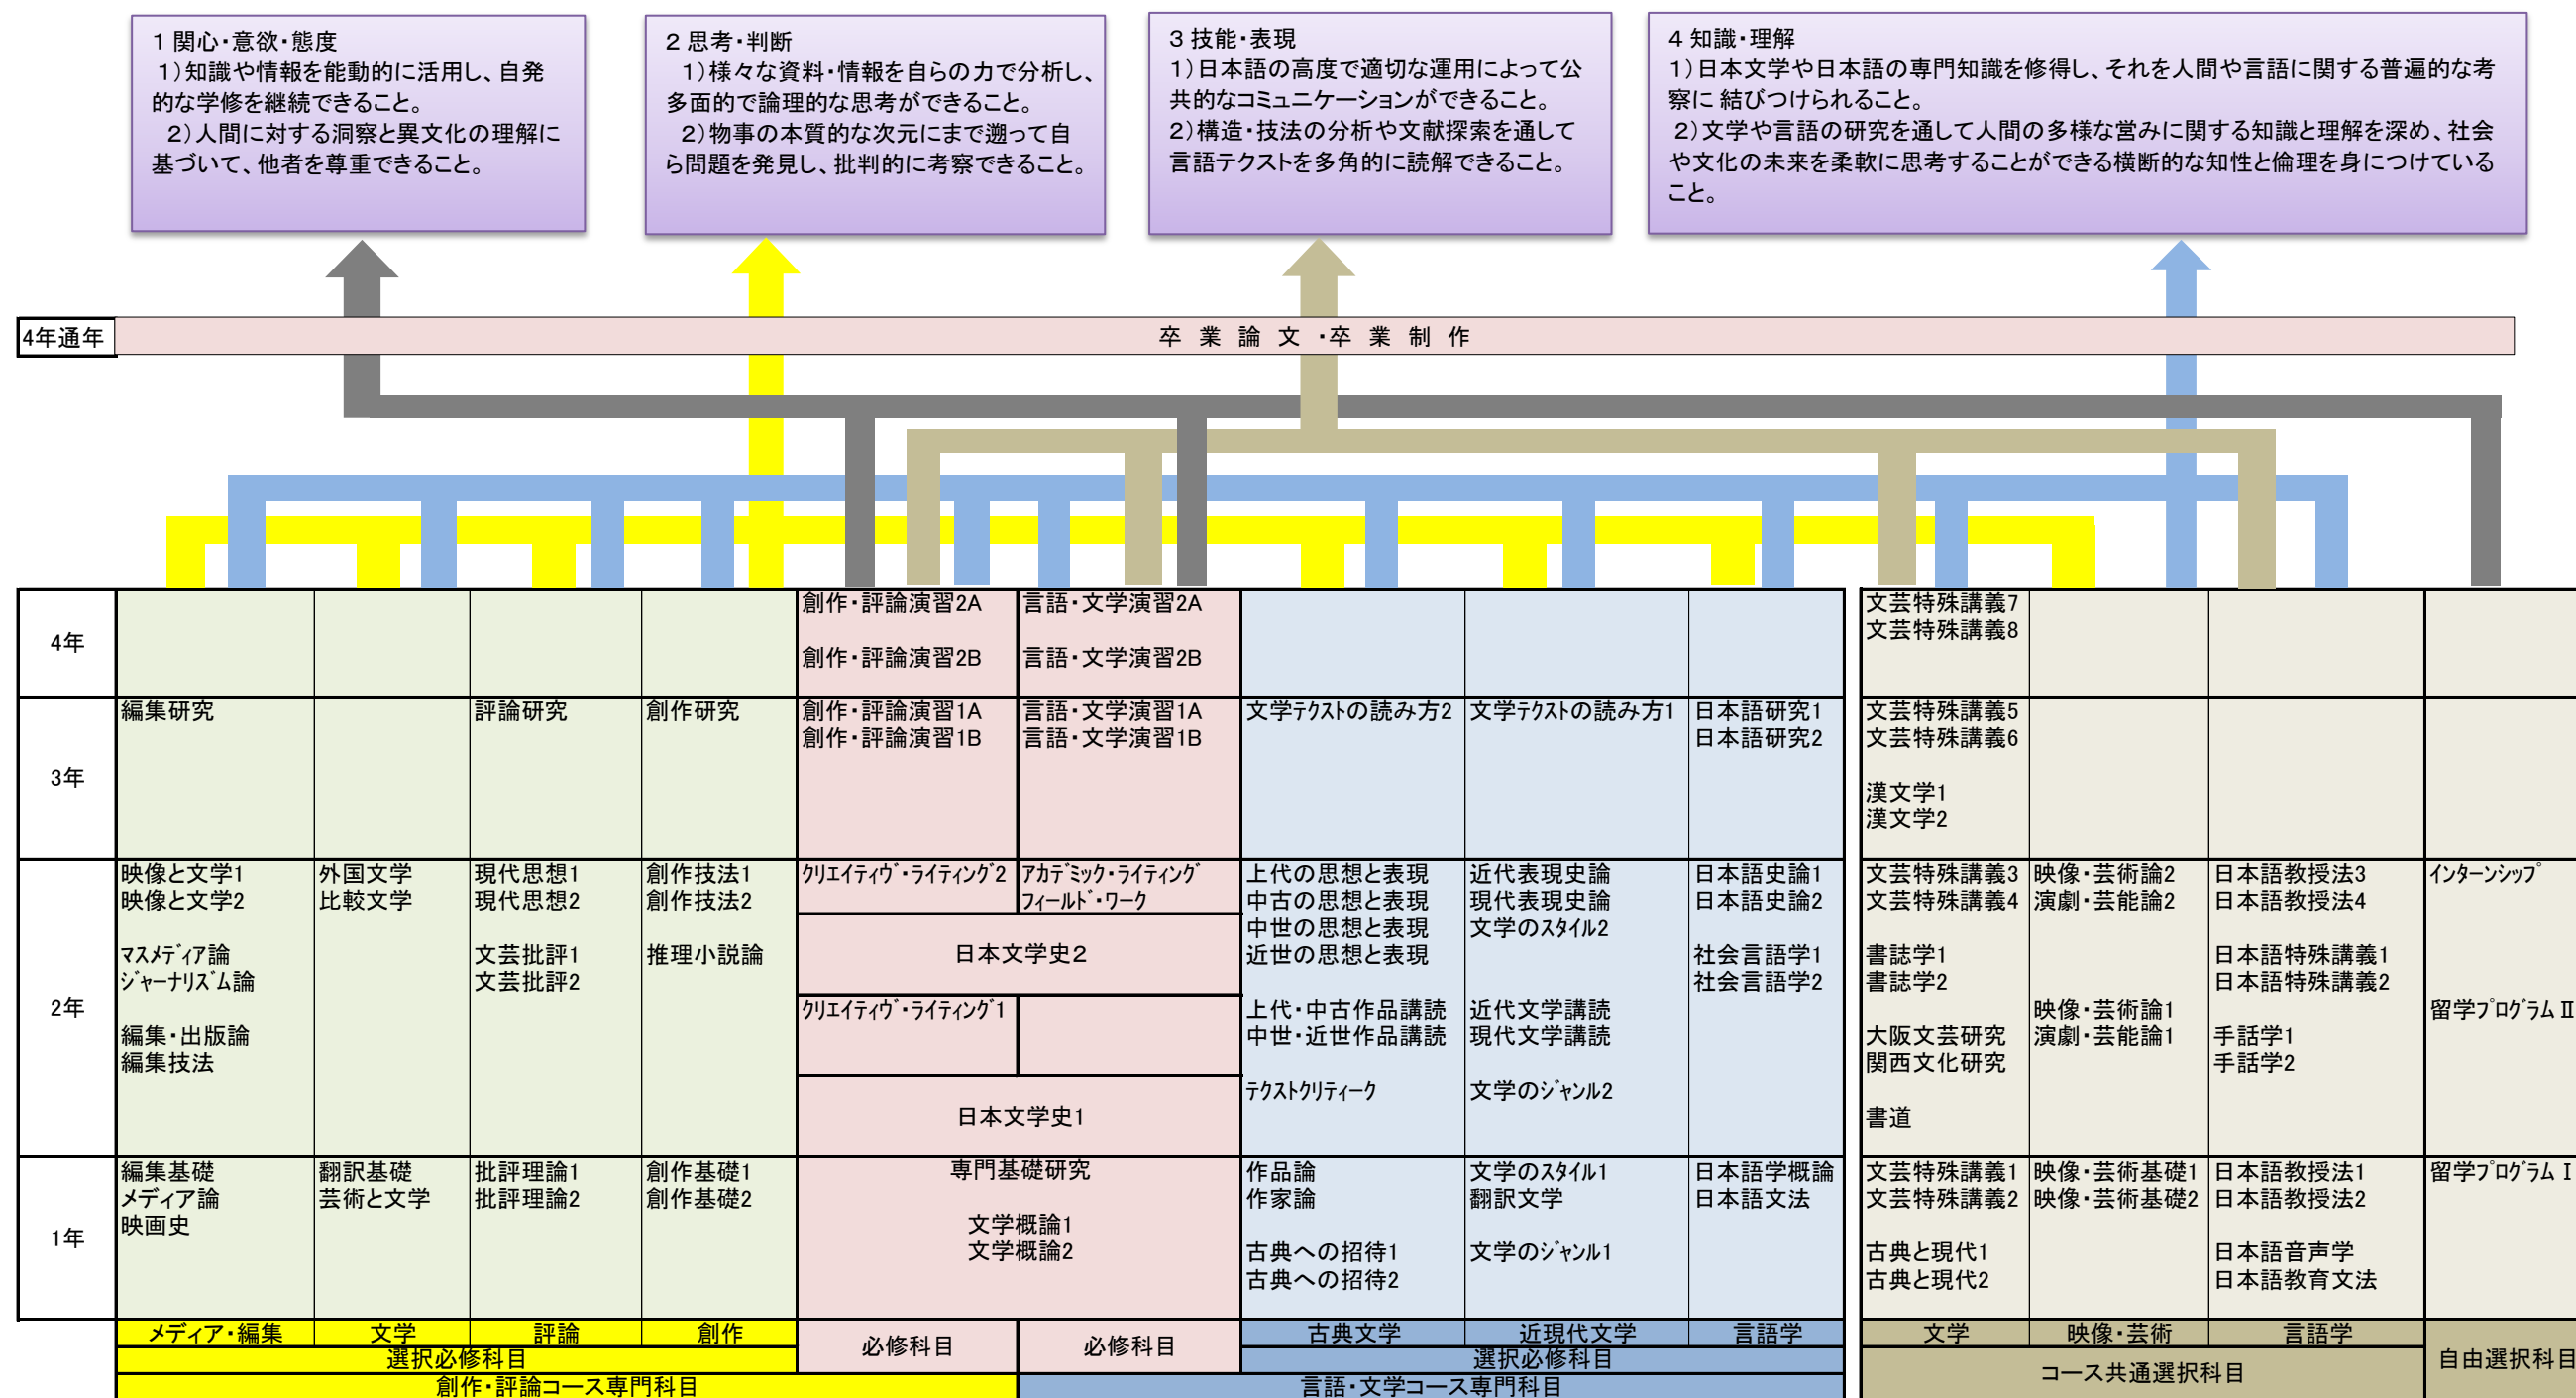 1 関心・意欲・態度
1)知識や情報を能動的に活用し、自発
的な学修を継続できること。
2)人間に対する洞察と異文化の理解に
基づいて、他者を尊重できること。
2 思考・判断
1)様々な資料・情報を自らの力で分析し、
多面的で論理的な思考ができること。
2)物事の本質的な次元にまで遡って自
ら問題を発見し、批判的に考察できること。
3 技能・表現
1)日本語の高度で適切な運用によって公
共的なコミュニケーションができること。
2)構造・技法の分析や文献探索を通して
言語テクストを多角的に読解できること。
4 知識・理解
1)日本文学や日本語の専門知識を修得し、それを人間や言語に関する普遍的な考
察に 結びつけられること。
2)文学や言語の研究を通して人間の多様な営みに関する知識と理解を深め、社会
や文化の未来を柔軟に思考することができる横断的な知性と倫理を身につけている
こと。
4年通年
卒 業 論 文 ・卒 業 制 作
4年
創作・評論演習2A
創作・評論演習2B
言語・文学演習2A
言語・文学演習2B
文芸特殊講義7
文芸特殊講義8
3年
編集研究
評論研究
創作研究
創作・評論演習1A
創作・評論演習1B
言語・文学演習1A
言語・文学演習1B
文学テクストの読み方2
文学テクストの読み方1
日本語研究1
日本語研究2
文芸特殊講義5
文芸特殊講義6
漢文学1
漢文学2
2年
映像と文学1
映像と文学2
マスメディア論
ジャーナリズム論
編集・出版論
編集技法
外国文学
比較文学
現代思想1
現代思想2
文芸批評1
文芸批評2
創作技法1
創作技法2
推理小説論
クリエイティヴ・ライティング2
アカデミック・ライティング
フィールド・ワーク
日本文学史2
クリエイティヴ・ライティング1
日本文学史1
上代の思想と表現
中古の思想と表現
中世の思想と表現
近世の思想と表現
上代・中古作品講読
中世・近世作品講読
テクストクリティーク
近代表現史論
現代表現史論
文学のスタイル2
近代文学講読
現代文学講読
文学のジャンル2
日本語史論1
日本語史論2
社会言語学1
社会言語学2
文芸特殊講義3
文芸特殊講義4
書誌学1
書誌学2
大阪文芸研究
関西文化研究
書道
映像・芸術論2
演劇・芸能論2
映像・芸術論1
演劇・芸能論1
日本語教授法3
日本語教授法4
日本語特殊講義1
日本語特殊講義2
手話学1
手話学2
インターンシップ
留学プログラムⅡ
1年
編集基礎
メディア論
映画史
翻訳基礎
芸術と文学
批評理論1
批評理論2
創作基礎1
創作基礎2
専門基礎研究
文学概論1
文学概論2
作品論
作家論
古典への招待1
古典への招待2
文学のスタイル1
翻訳文学
文学のジャンル1
日本語学概論
日本語文法
文芸特殊講義1
文芸特殊講義2
古典と現代1
古典と現代2
映像・芸術基礎1
映像・芸術基礎2
日本語教授法1
日本語教授法2
日本語音声学
日本語教育文法
留学プログラムⅠ
メディア・編集
文学
評論
創作
必修科目
必修科目
古典文学
近現代文学
言語学
文学
映像・芸術
言語学
自由選択科目
選択必修科目
選択必修科目
コース共通選択科目
創作・評論コース専門科目
言語・文学コース専門科目